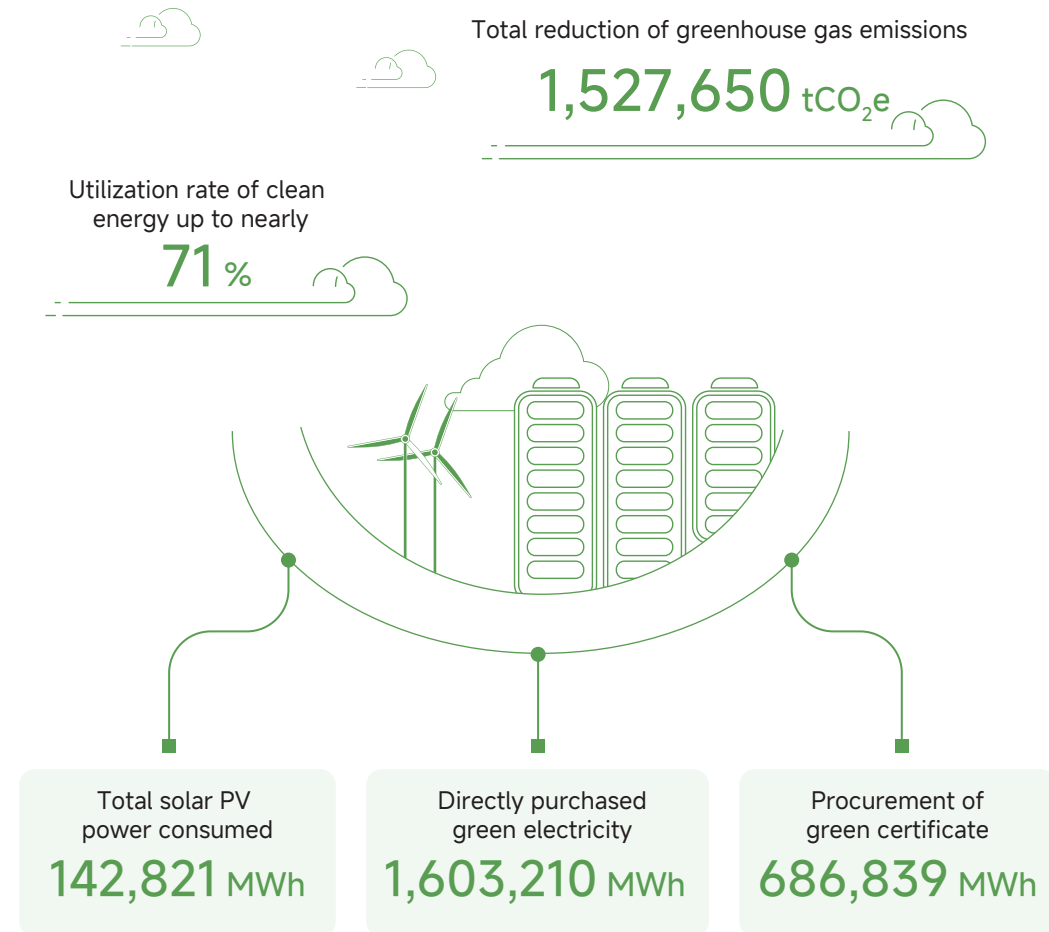 Total reduction of greenhouse gas emissions
1,527,650 tCO₂e
Utilization rate of clean
energy up to nearly
71 %
Total solar PV
power consumed
142,821 MWh
Directly purchased
green electricity
1,603,210 MWh
Procurement of
green certificate
686,839 MWh